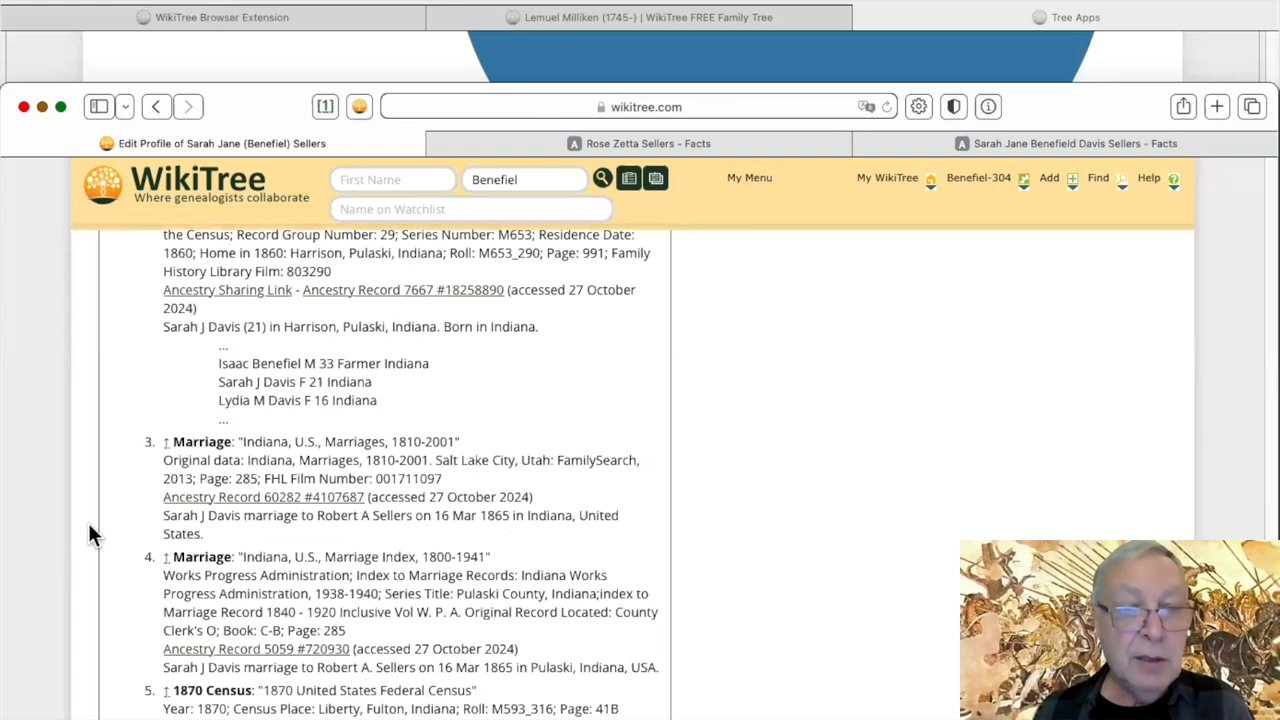 WikiTree Browser Extension
Lemuel Milliken (1745-) | WikiTree FREE Family Tree
Tree Apps
[1]
wikitree.com
Edit Profile of Sarah Jane (Benefiel) Sellers
A Rose Zetta Sellers - Facts
A Sarah Jane Benefield Davis Sellers - Facts
WikiTree
Where genealogists collaborate
First Name
Benefiel
Name on Watchlist
My Menu
My WikiTree
Benefiel-304
Add
Find
Help
the Census; Record Group Number: 29; Series Number: M653; Residence Date:
1860; Home in 1860: Harrison, Pulaski, Indiana; Roll: M653_290; Page: 991; Family
History Library Film: 803290
Ancestry Sharing Link - Ancestry Record 7667 #18258890 (accessed 27 October
2024)
Sarah J Davis (21) in Harrison, Pulaski, Indiana. Born in Indiana.
...
Isaac Benefiel M 33 Farmer Indiana
Sarah J Davis F 21 Indiana
Lydia M Davis F 16 Indiana
...
3. ↑ Marriage: "Indiana, U.S., Marriages, 1810-2001"
Original data: Indiana, Marriages, 1810-2001. Salt Lake City, Utah: FamilySearch,
2013; Page: 285; FHL Film Number: 001711097
Ancestry Record 60282 #4107687 (accessed 27 October 2024)
Sarah J Davis marriage to Robert A Sellers on 16 Mar 1865 in Indiana, United
States.
4. ↑ Marriage: "Indiana, U.S., Marriage Index, 1800-1941"
Works Progress Administration; Index to Marriage Records: Indiana Works
Progress Administration, 1938-1940; Series Title: Pulaski County, Indiana;index to
Marriage Record 1840 - 1920 Inclusive Vol W. P. A. Original Record Located: County
Clerk's O; Book: C-B; Page: 285
Ancestry Record 5059 #720930 (accessed 27 October 2024)
Sarah J Davis marriage to Robert A. Sellers on 16 Mar 1865 in Pulaski, Indiana, USA.
5. ↑ 1870 Census: "1870 United States Federal Census"
Year: 1870; Census Place: Liberty, Fulton, Indiana; Roll: M593_316; Page: 41B